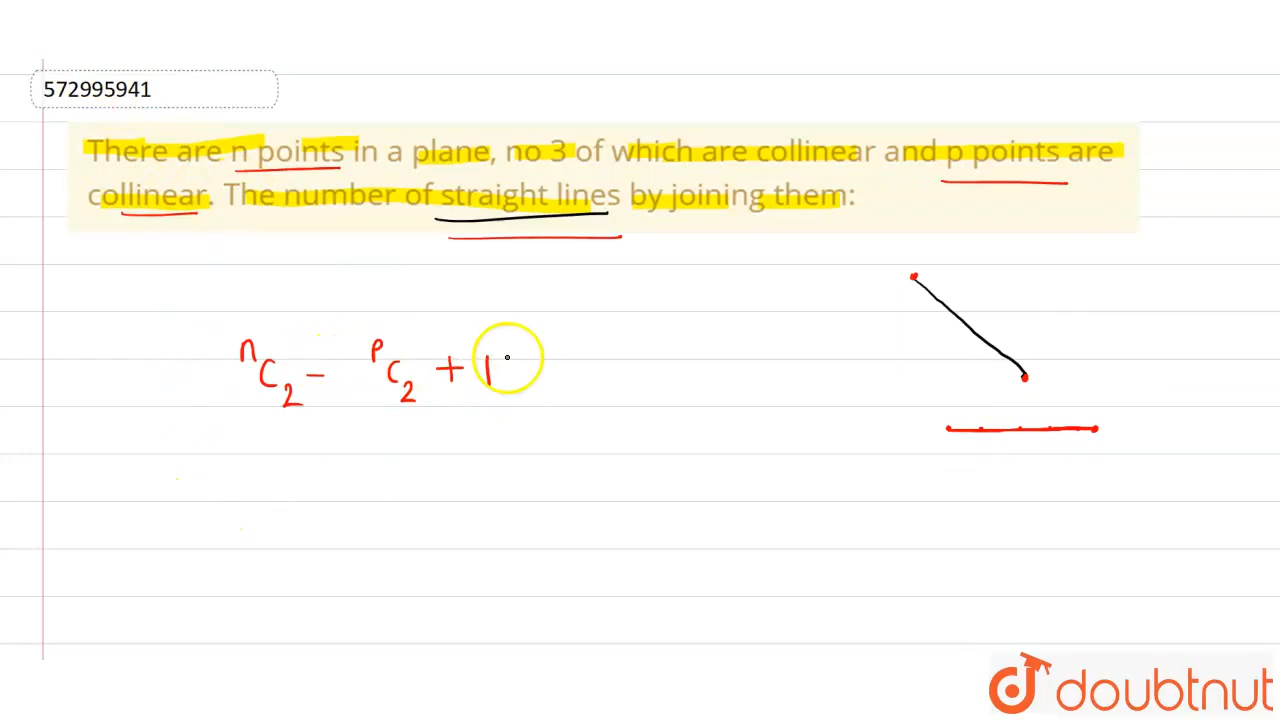 572995941
There are n points in a plane, no 3 of which are collinear and p points are
collinear. The number of straight lines by joining them:
ⁿC₂ - ᵖC₂ + 1
doubtnut